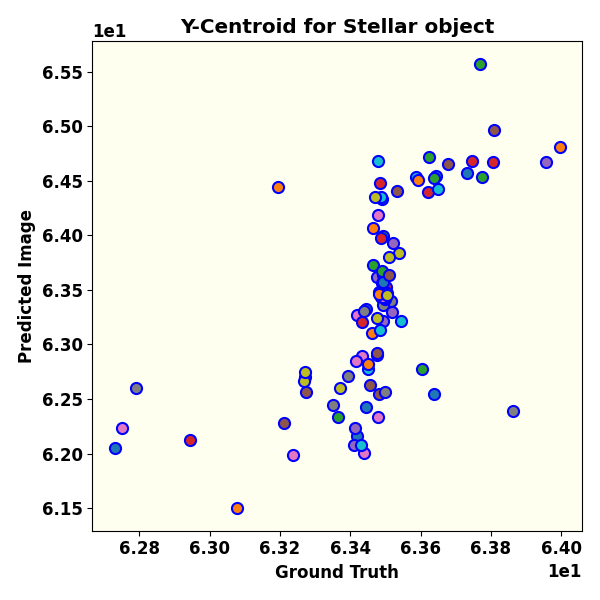 Y-Centroid for Stellar object
1e1
6.55
6.50
6.45
6.40
6.35
6.30
6.25
6.20
6.15
Predicted Image
6.28 6.30 6.32 6.34 6.36 6.38 6.40
1e1
Ground Truth